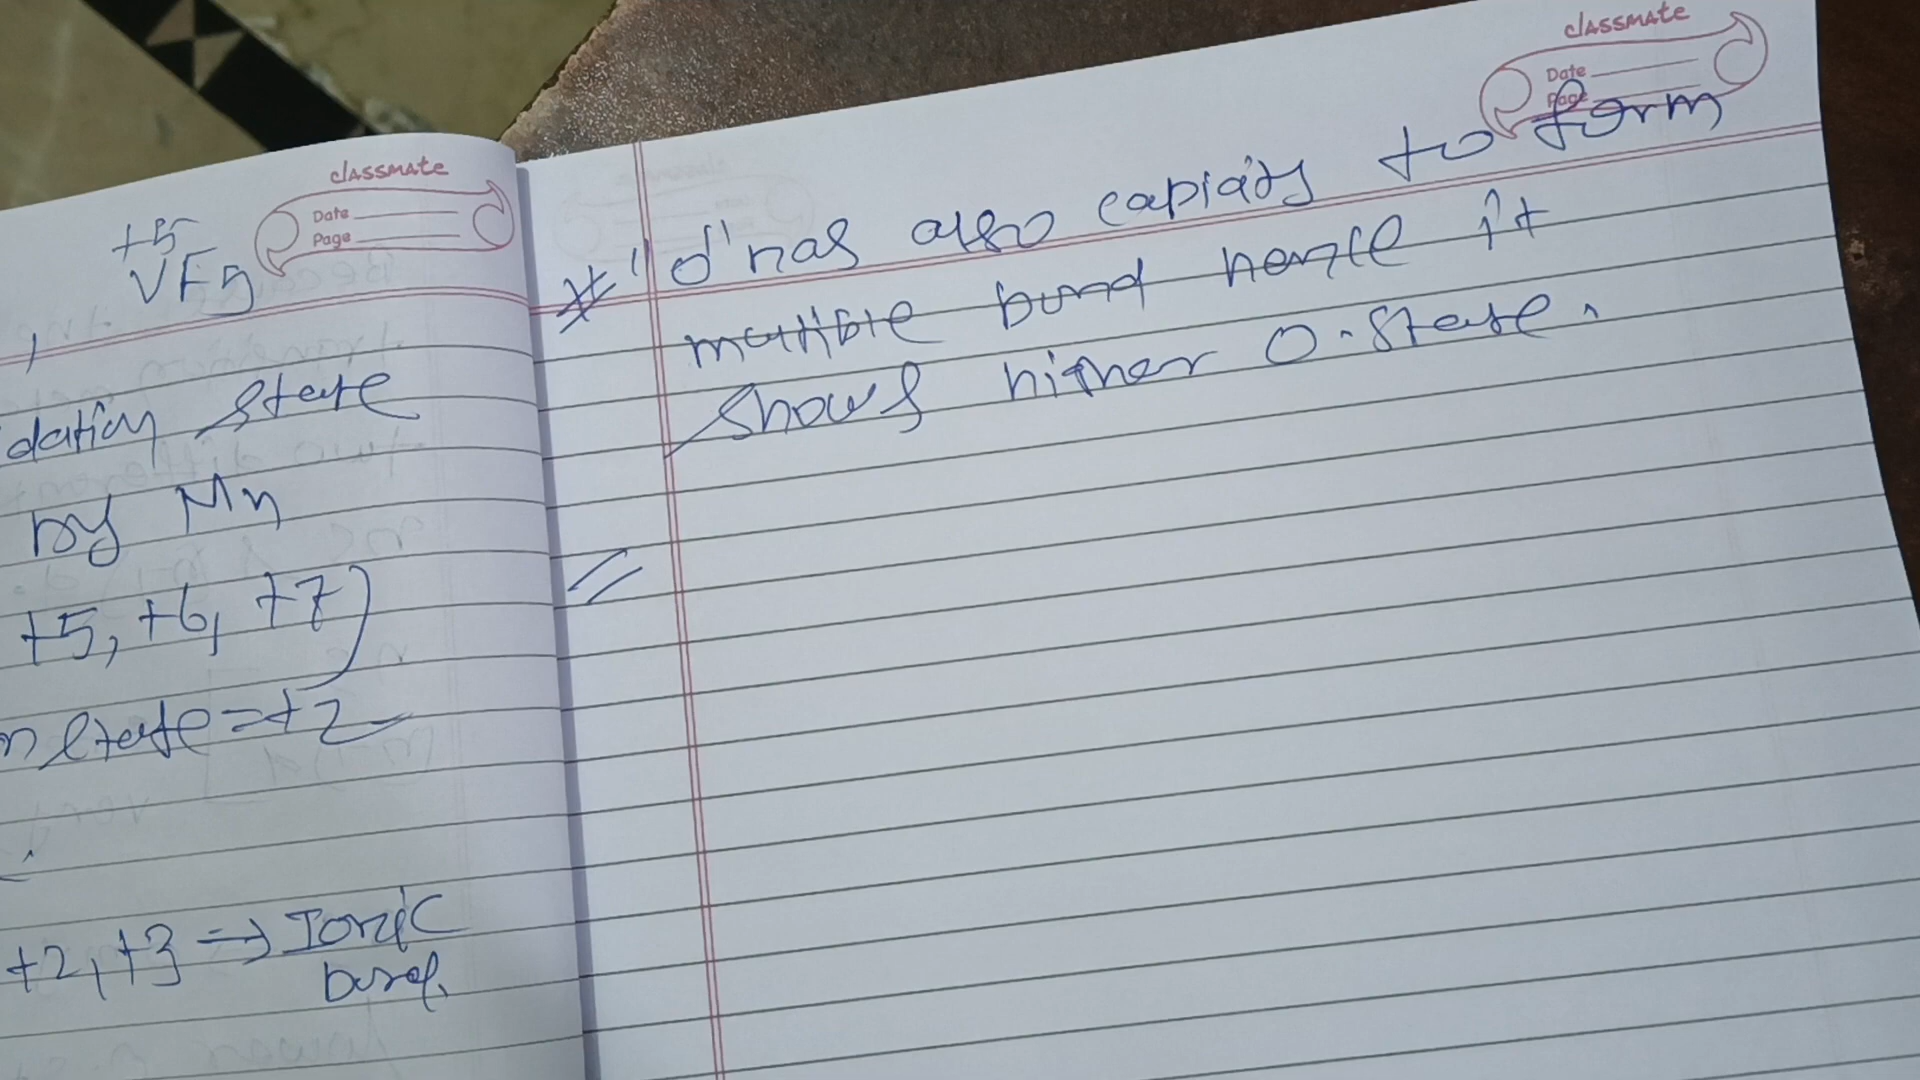 classmate
Date
Page
+5
VF5
dation state
by Mn
+5, +6, +7)
n state = +2
+2, +3 => Ionic
bond.
classmate
Date
Page
* "O' has also to form
multiple bond hence it
shows higher O. State.